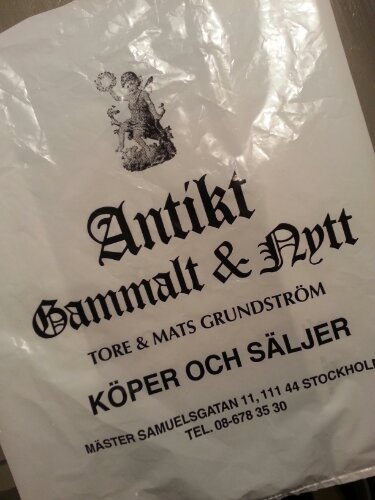 Antikt
Gammalt & Nytt
TORE & MATS GRUNDSTRÖM
KÖPER OCH SÄLJER
MÄSTER SAMUELSGATAN 11, 111 44 STOCKHOL
TEL. 08-678 35 30